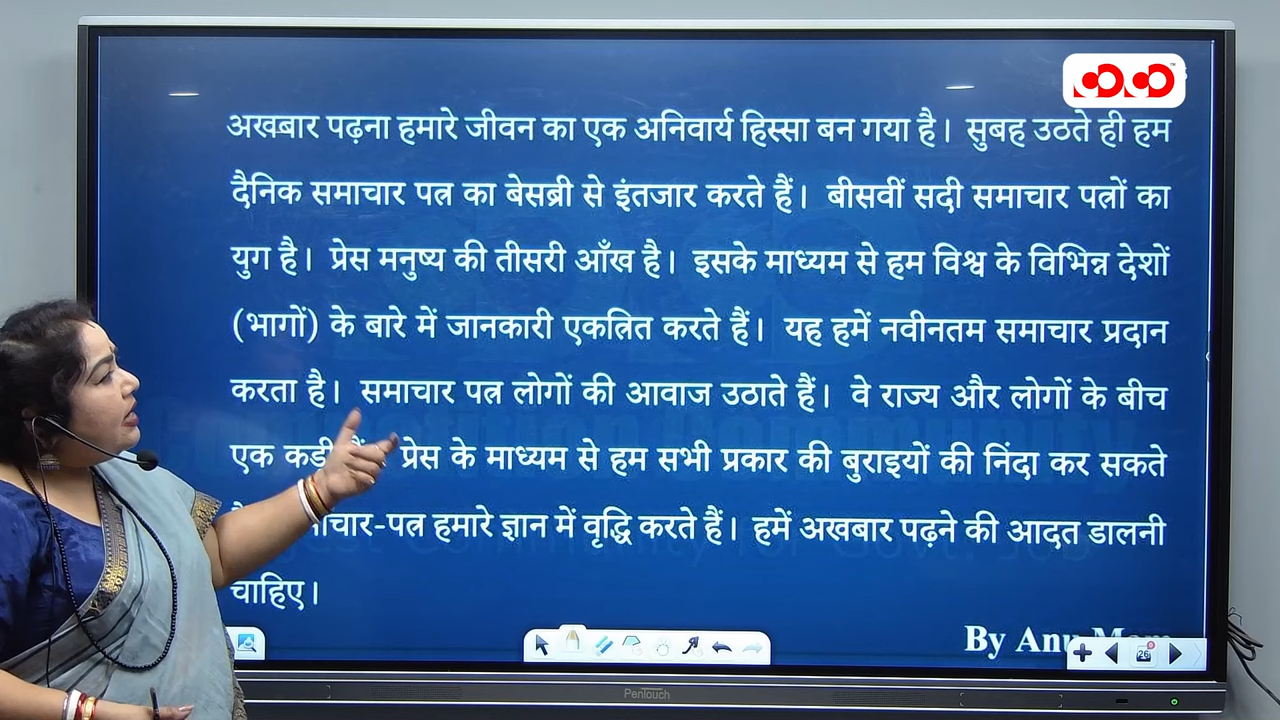 अखबार पढ़ना हमारे जीवन का एक अनिवार्य हिस्सा बन गया है। सुबह उठते ही हम
दैनिक समाचार पत्र का बेसब्री से इंतजार करते हैं। बीसवीं सदी समाचार पत्रों का
युग है। प्रेस मनुष्य की तीसरी आँख है। इसके माध्यम से हम विश्व के विभिन्न देशों
(भागों) के बारे में जानकारी एकत्रित करते हैं। यह हमें नवीनतम समाचार प्रदान
करता है। समाचार पत्र लोगों की आवाज उठाते हैं। वे राज्य और लोगों के बीच
एक प्रेस के माध्यम से हम सभी प्रकार की बुराइयों की निंदा कर सकते
हमारे ज्ञान में वृद्धि करते हैं। हमें अखबार पढ़ने की आदत डालनी
चाहिए।
By Anu
26
PenTouch